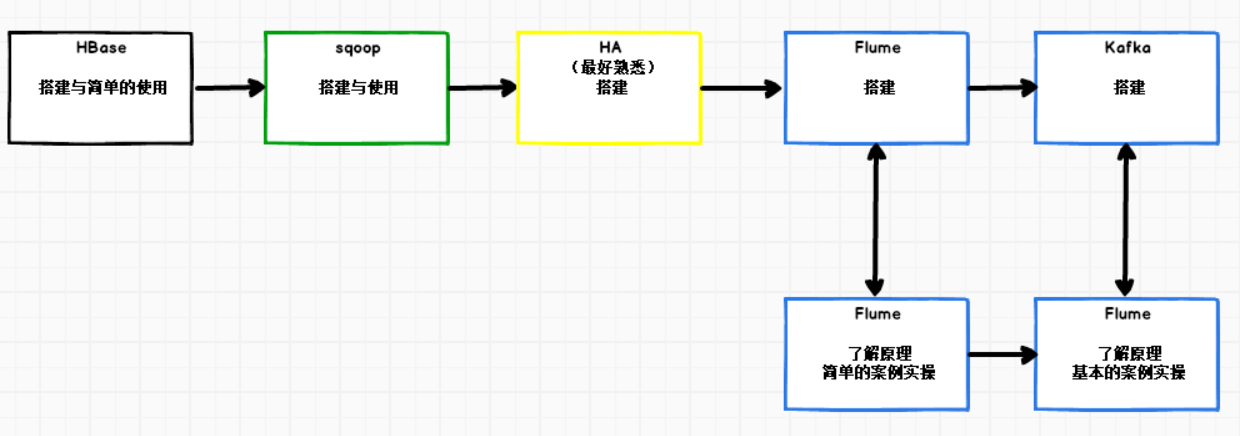 HBase
搭建与简单的使用
sqoop
搭建与使用
HA
（最好熟悉）
搭建
Flume
搭建
Kafka
搭建
Flume
了解原理
简单的案例实操
Flume
了解原理
基本的案例实操